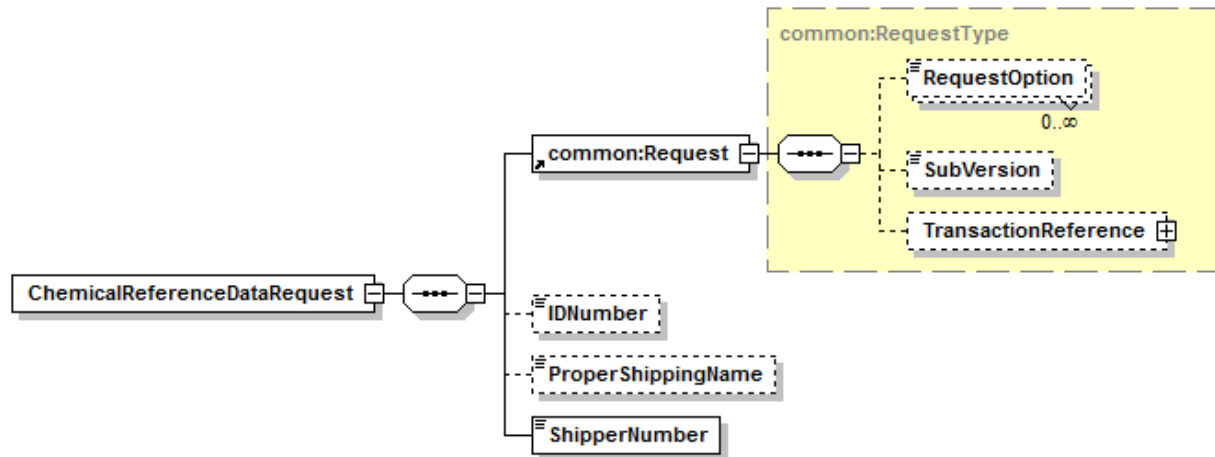 common:RequestType
RequestOption
0..∞
common:Request
SubVersion
TransactionReference
ChemicalReferenceDataRequest
IDNumber
ProperShippingName
ShipperNumber